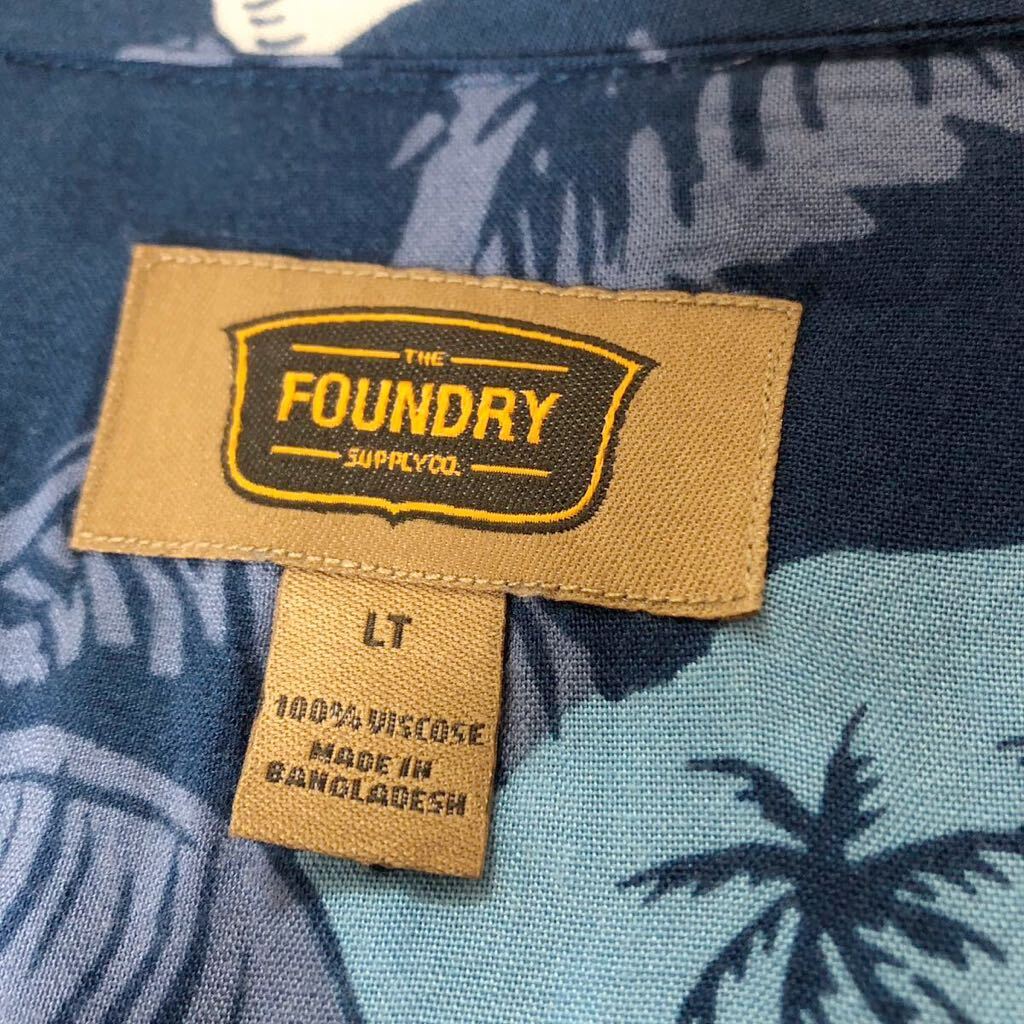 THE
FOUNDRY
SUPPLY CO.
LT
100% VISCOSE
MADE IN
BANGLADESH